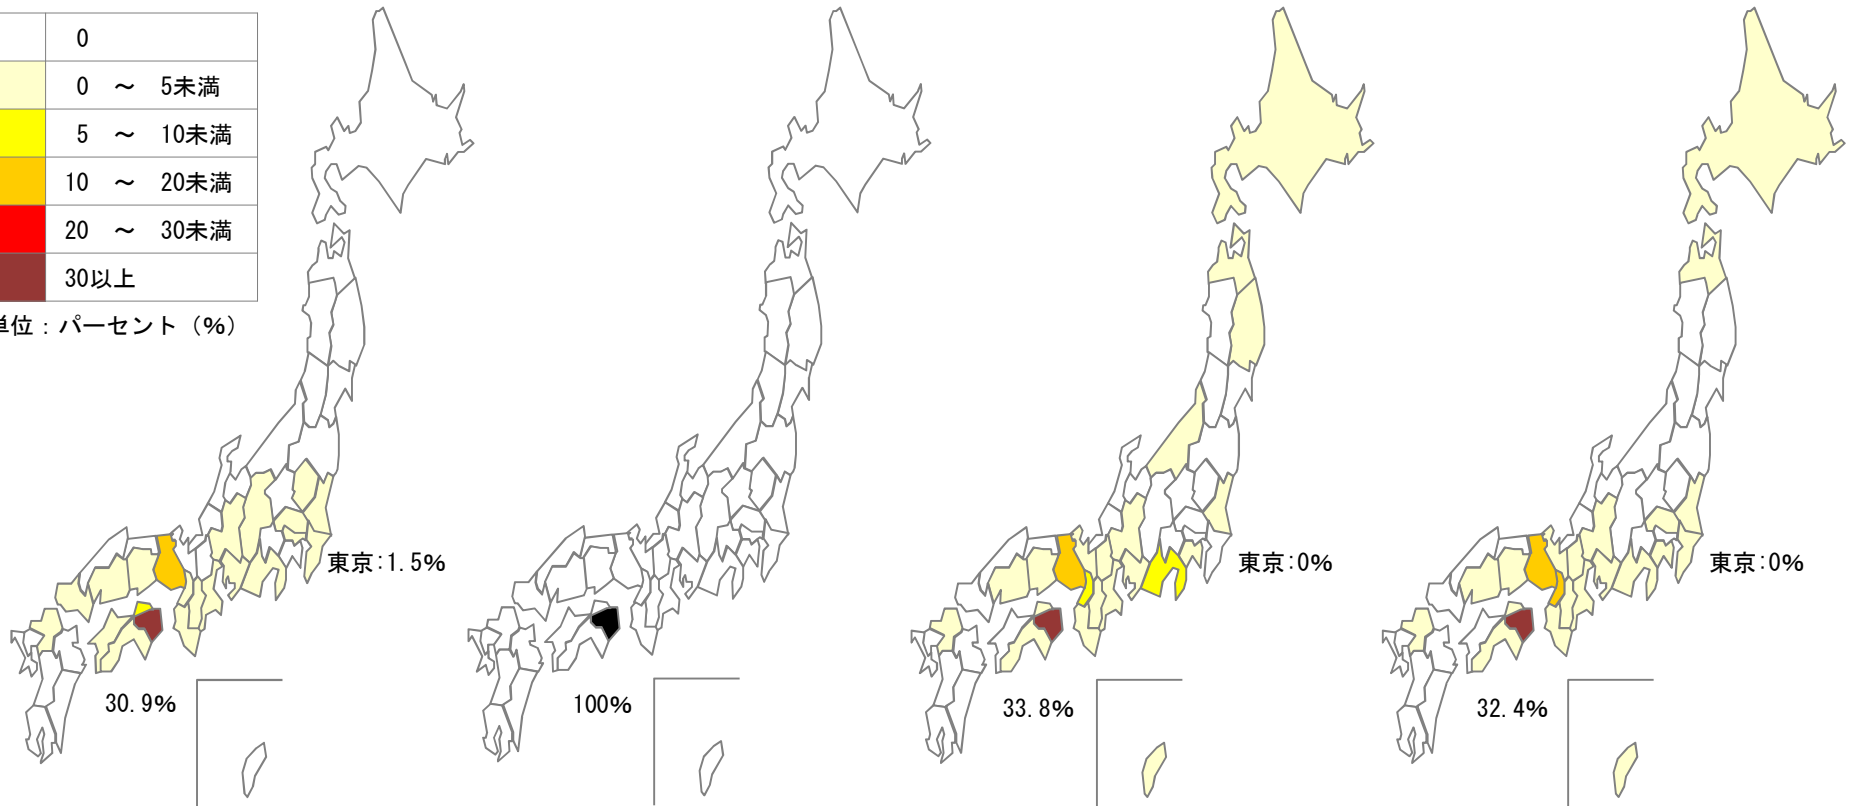 0
0 ～ 5未満
5 ～ 10未満
10 ～ 20未満
20 ～ 30未満
30以上
単位：パーセント（%）
東京:1.5%
東京:0%
東京:0%
30.9%
100%
33.8%
32.4%